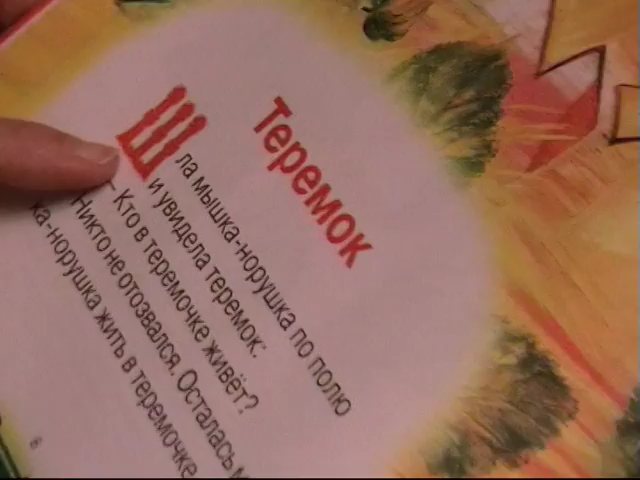 Теремок
Шла мышка-норушка по полю
и увидела теремок:
–Кто в теремочке живёт?
Никто не отозвался. Осталась
ка-норушка жить в теремочке
6